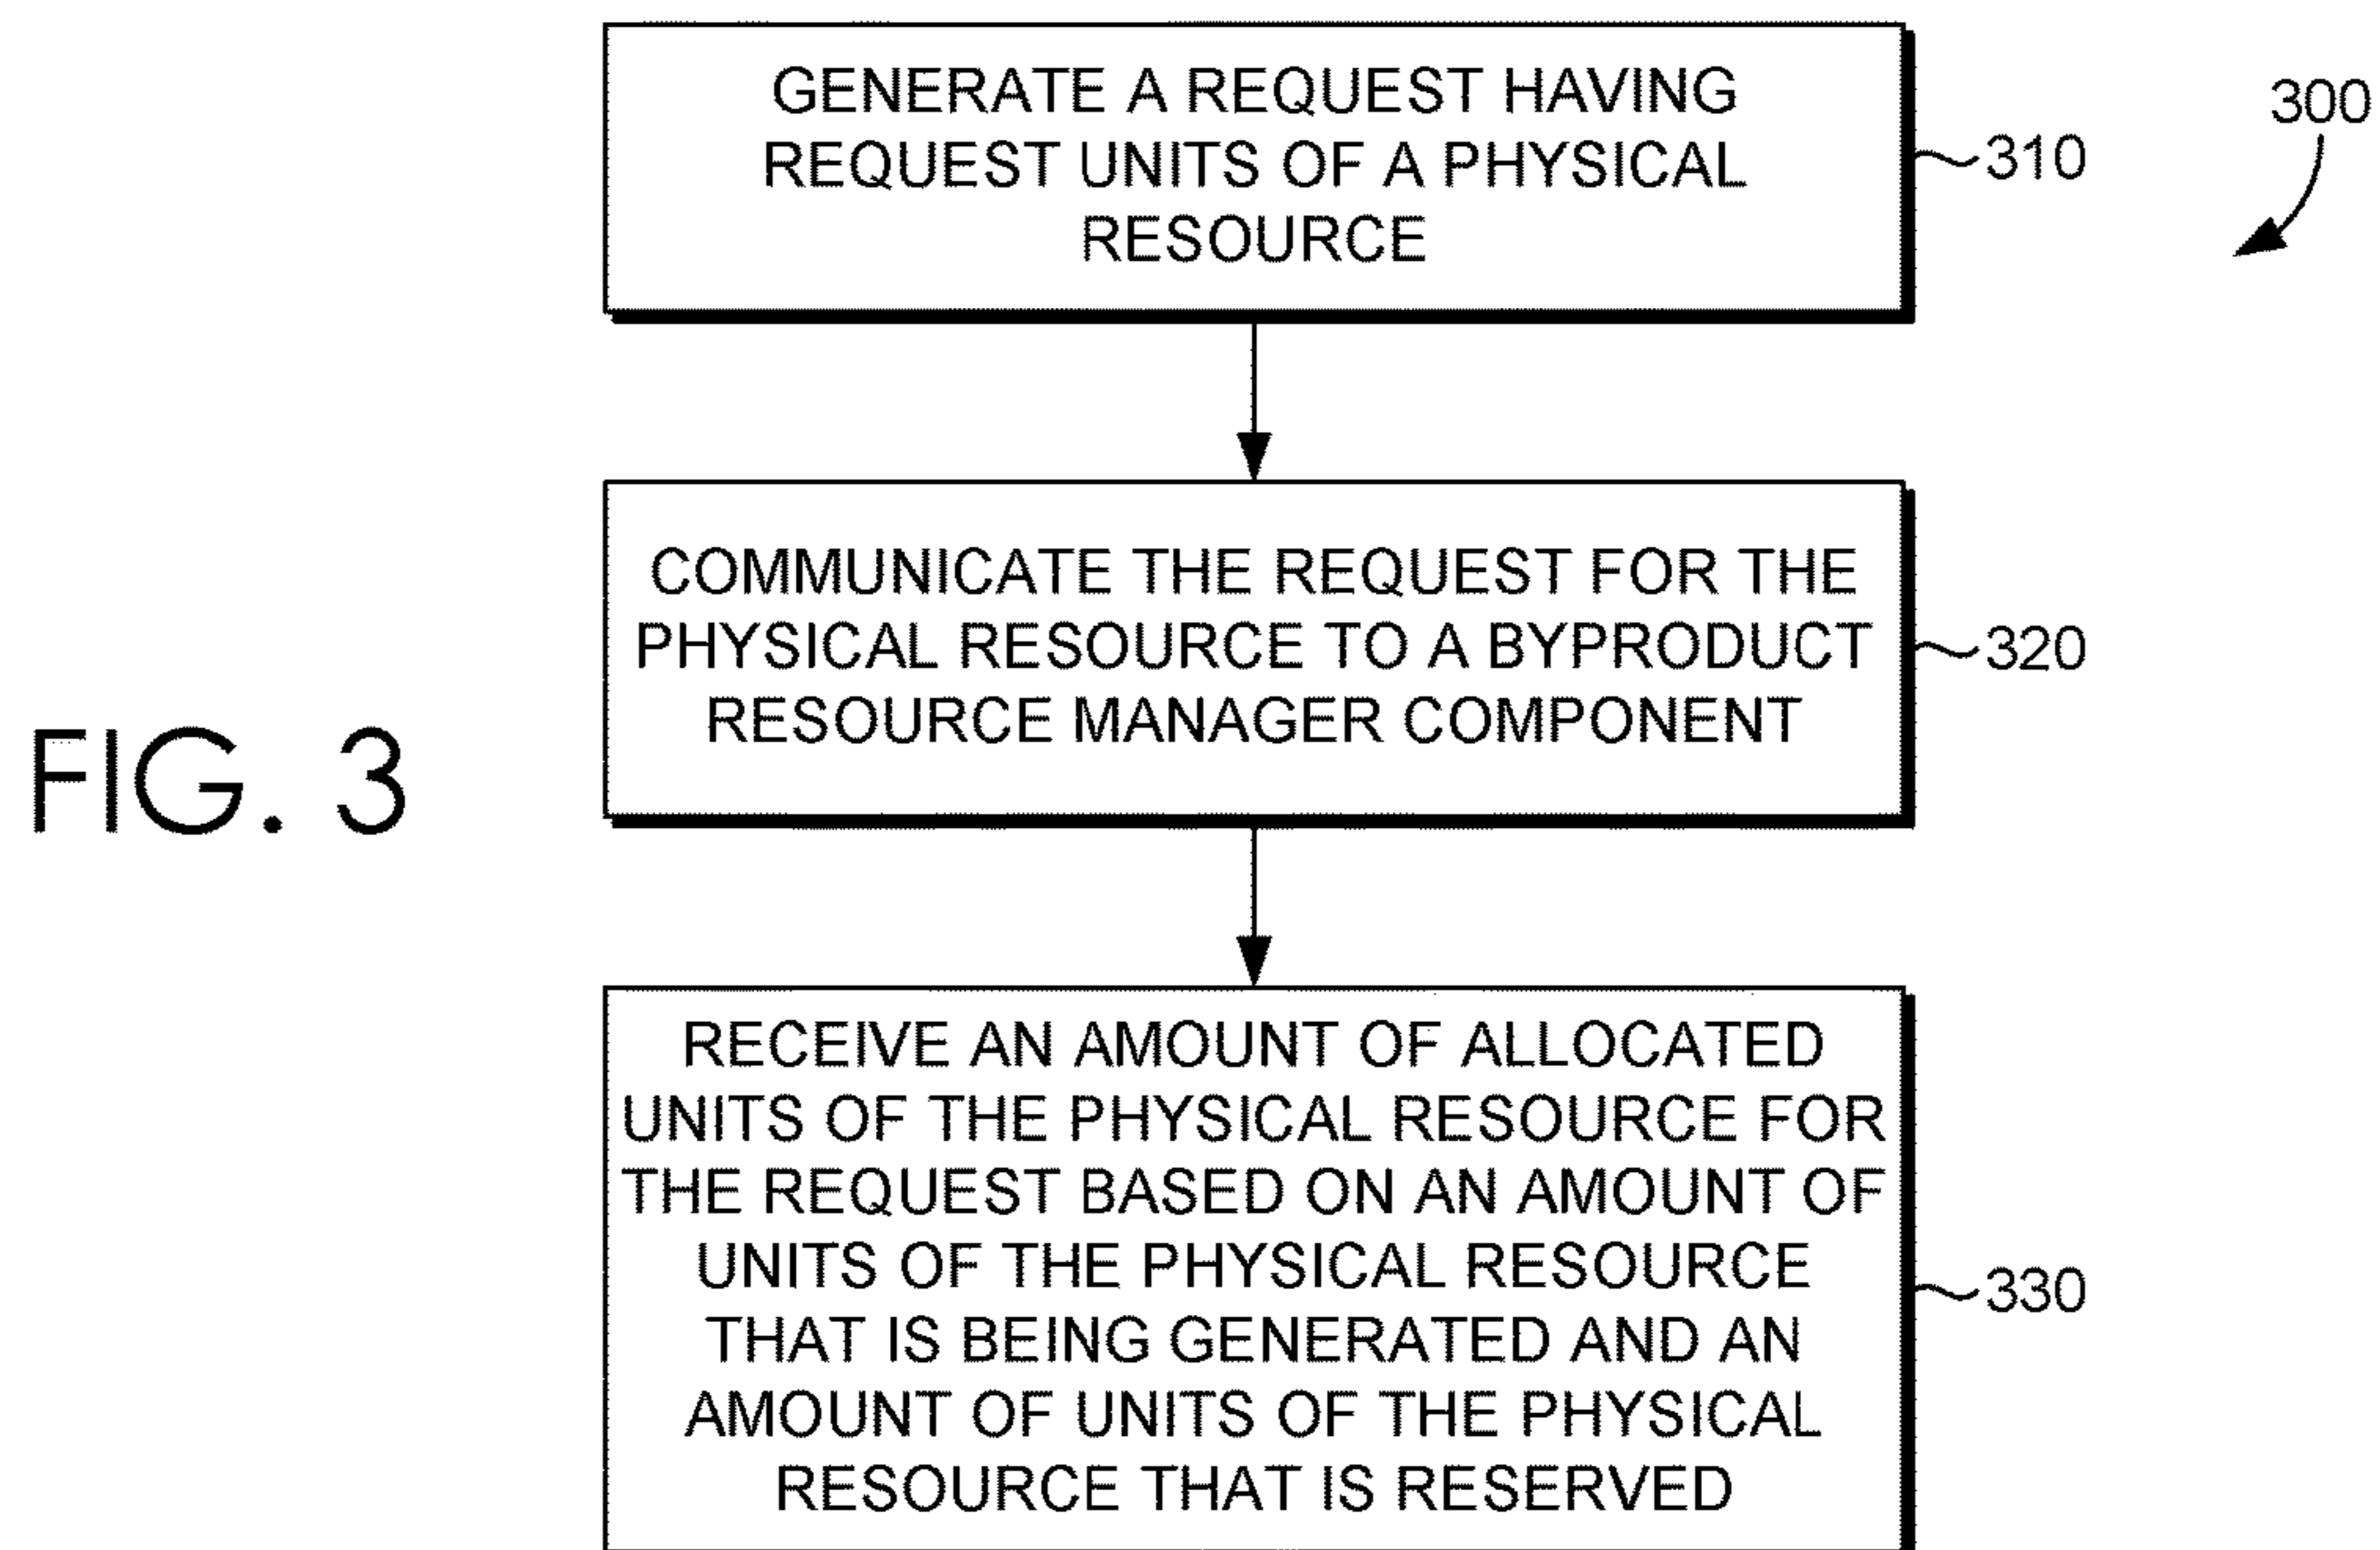 GENERATE A REQUEST HAVING
REQUEST UNITS OF A PHYSICAL
RESOURCE
310
300
COMMUNICATE THE REQUEST FOR THE
PHYSICAL RESOURCE TO A BYPRODUCT
RESOURCE MANAGER COMPONENT
320
FIG. 3
RECEIVE AN AMOUNT OF ALLOCATED
UNITS OF THE PHYSICAL RESOURCE FOR
THE REQUEST BASED ON AN AMOUNT OF
UNITS OF THE PHYSICAL RESOURCE
THAT IS BEING GENERATED AND AN
AMOUNT OF UNITS OF THE PHYSICAL
RESOURCE THAT IS RESERVED
330